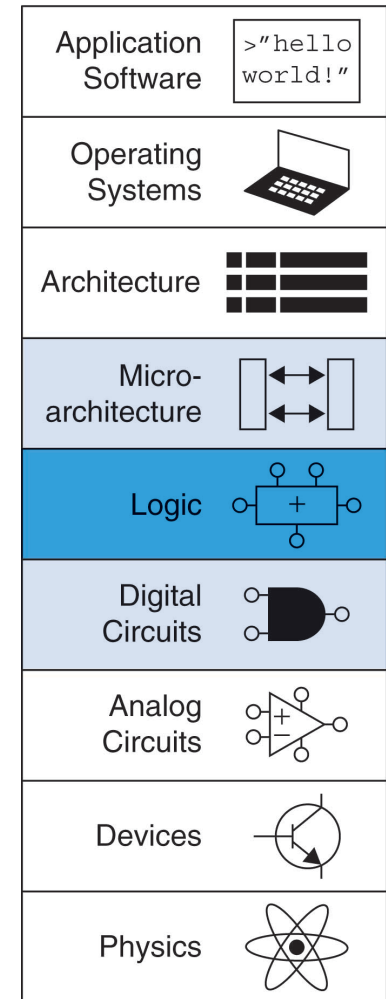 Application
Software
>"hello
world!"
Operating
Systems
Architecture
Micro-
architecture
Logic
+
Digital
Circuits
Analog
Circuits
+
−
Devices
Physics